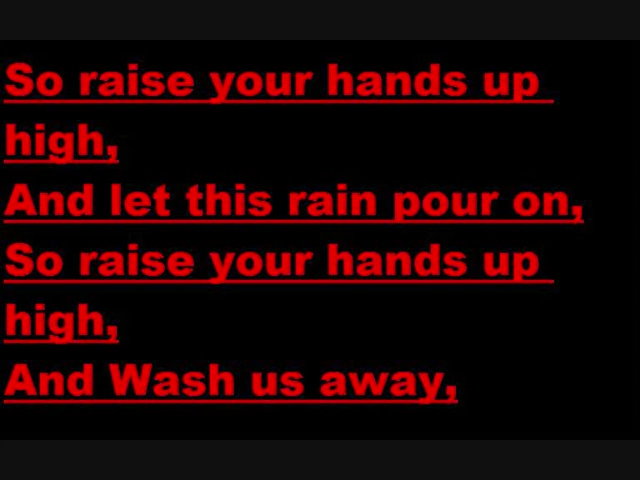 So raise your hands up
high,
And let this rain pour on,
So raise your hands up
high,
And Wash us away,